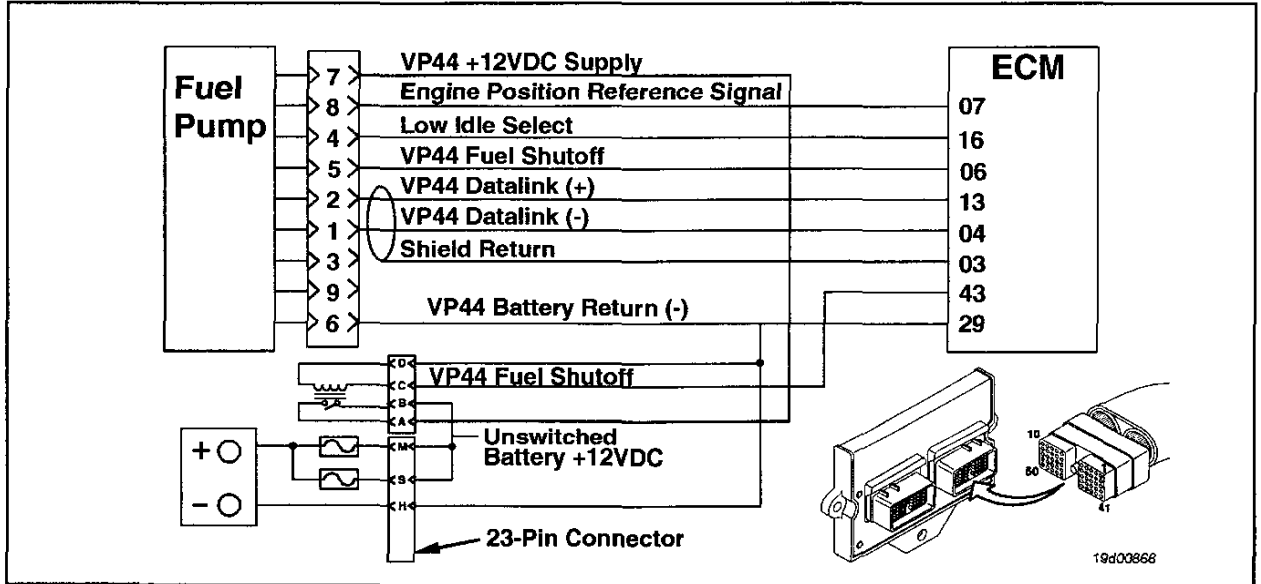 Fuel
Pump
7
8
4
5
2
1
3
9
6
VP44 +12VDC Supply
Engine Position Reference Signal
Low Idle Select
VP44 Fuel Shutoff
VP44 Datalink (+)
VP44 Datalink (-)
Shield Return
VP44 Battery Return (-)
ECM
07
16
06
13
04
03
43
29
D
C
B
A
VP44 Fuel Shutoff
+
-
M
S
H
Unswitched
Battery +12VDC
23-Pin Connector
10
50
1
41
19d00866